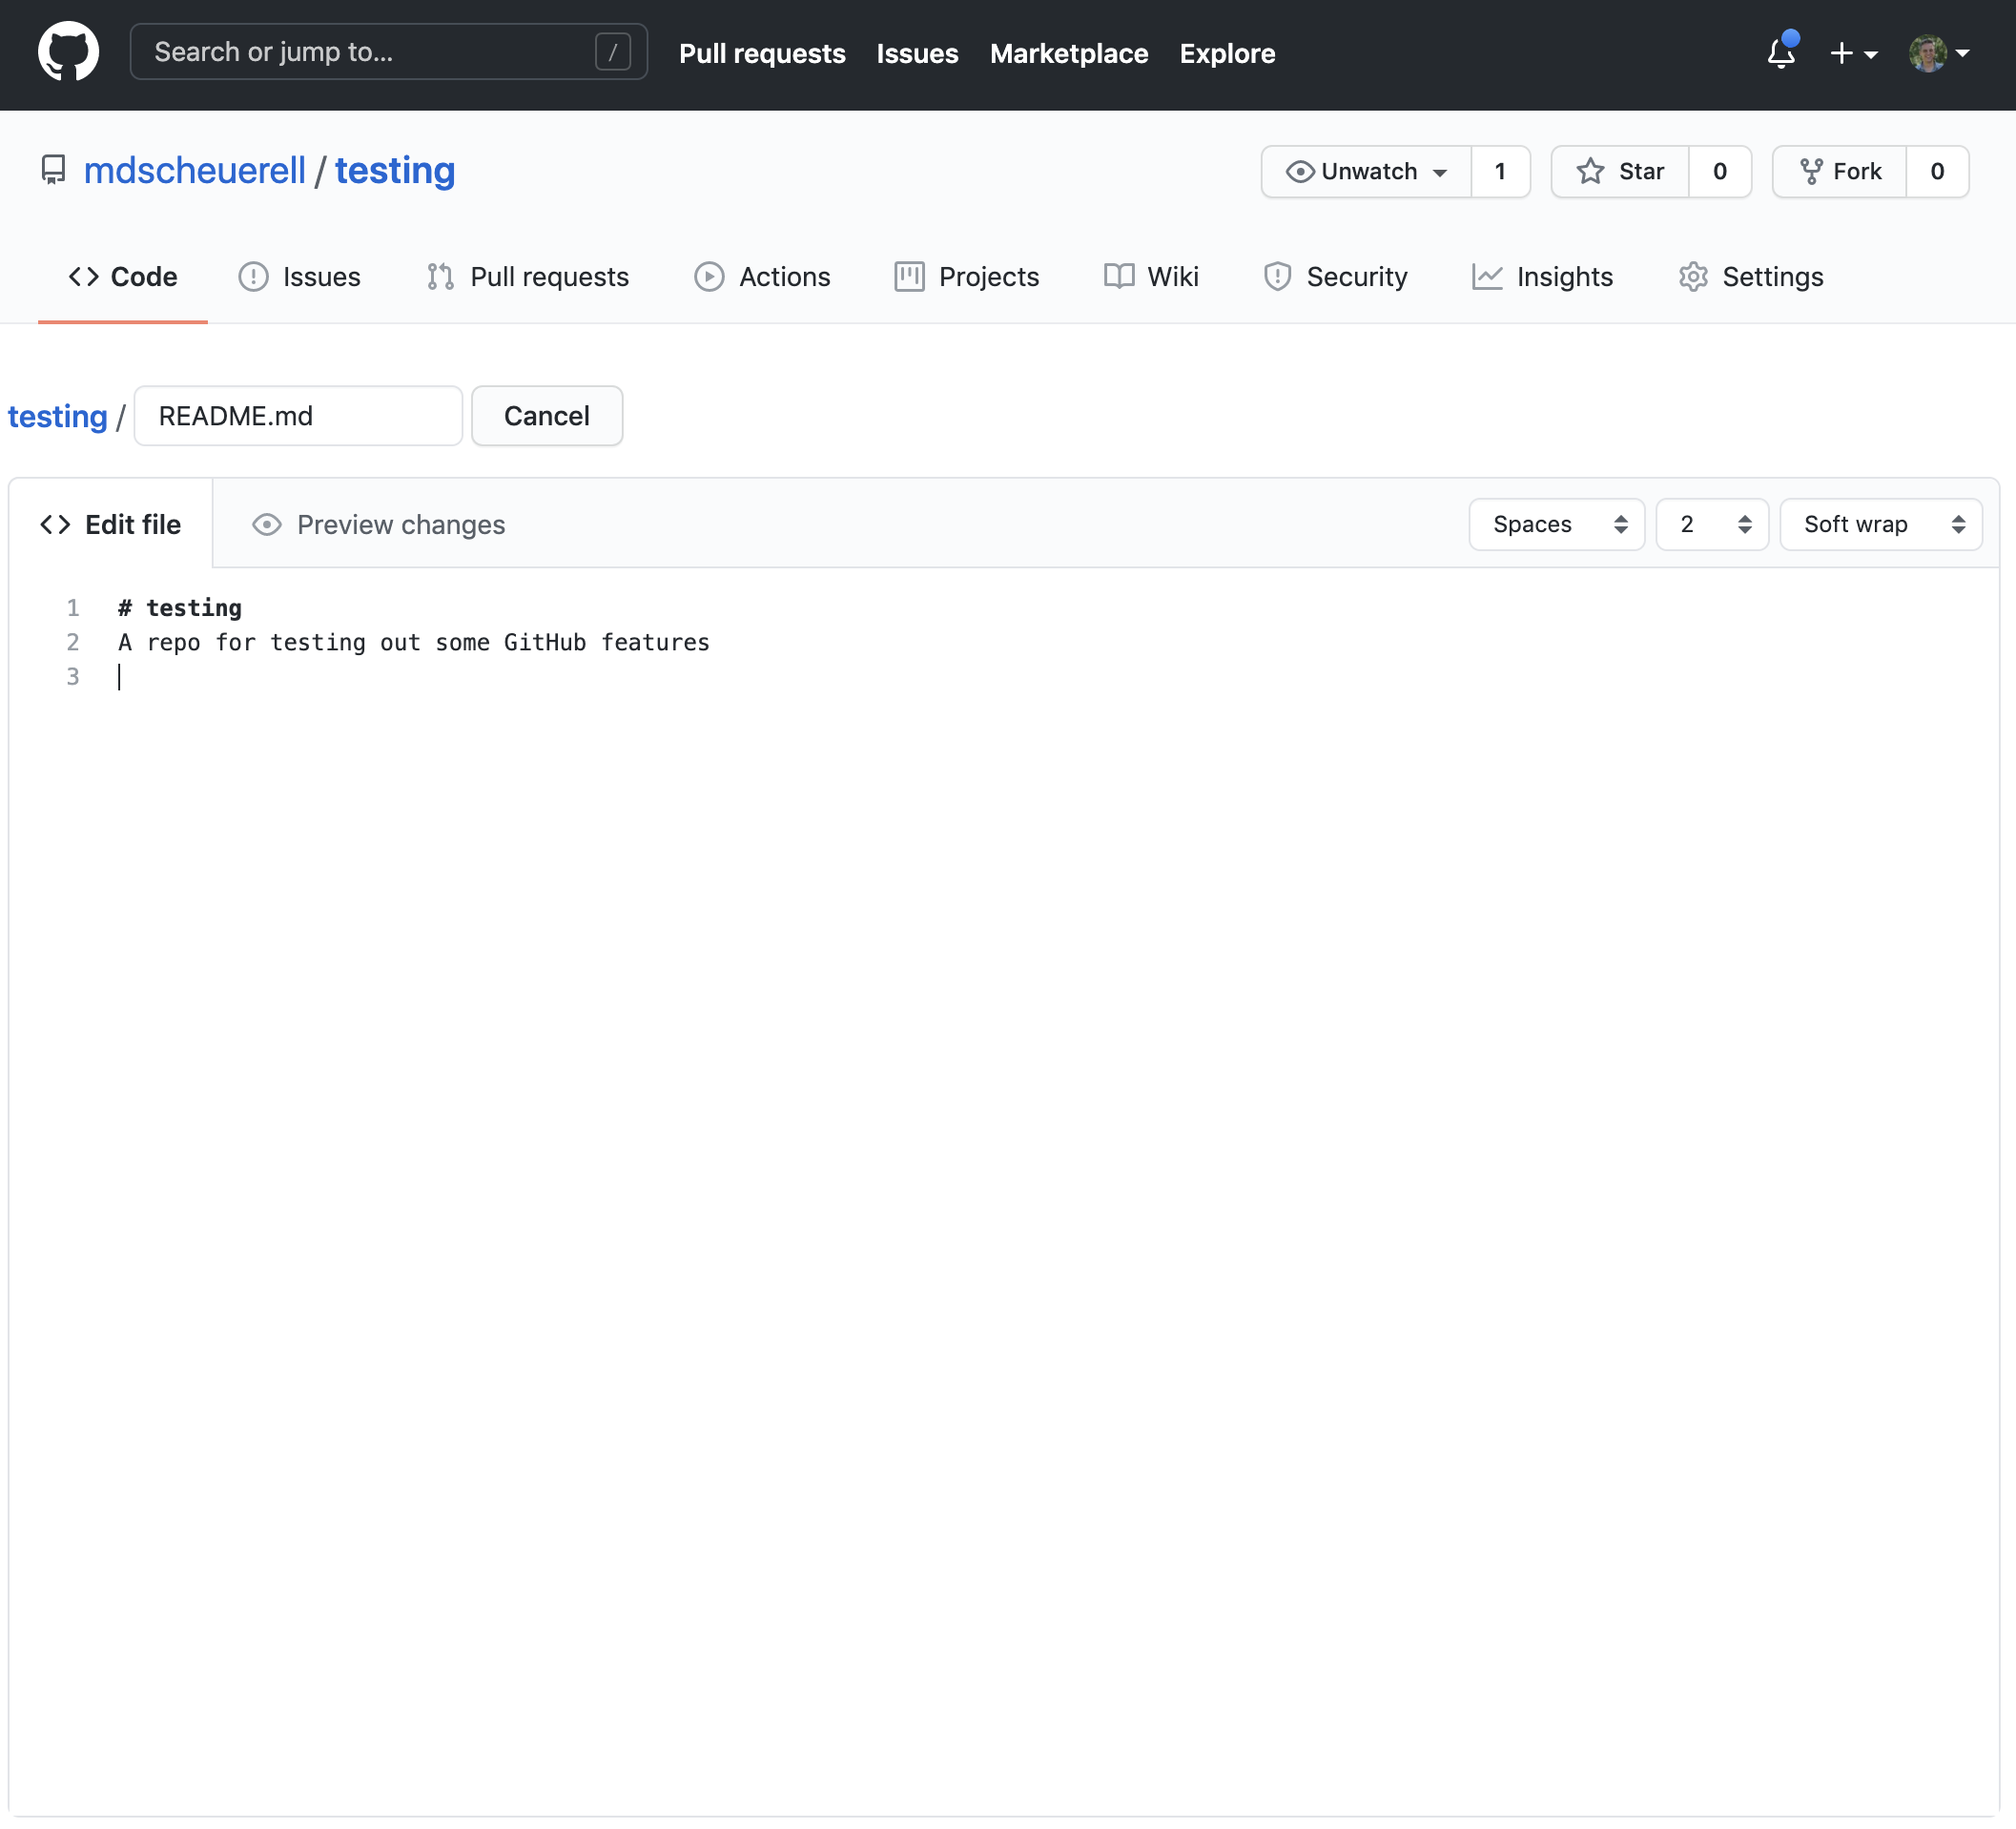 Search or jump to... / Pull requests Issues Marketplace Explore
mdscheuerell / testing Unwatch 1 Star 0 Fork 0
Code Issues Pull requests Actions Projects Wiki Security Insights Settings
testing / README.md Cancel
Edit file Preview changes Spaces 2 Soft wrap
1 # testing
2 A repo for testing out some GitHub features
3